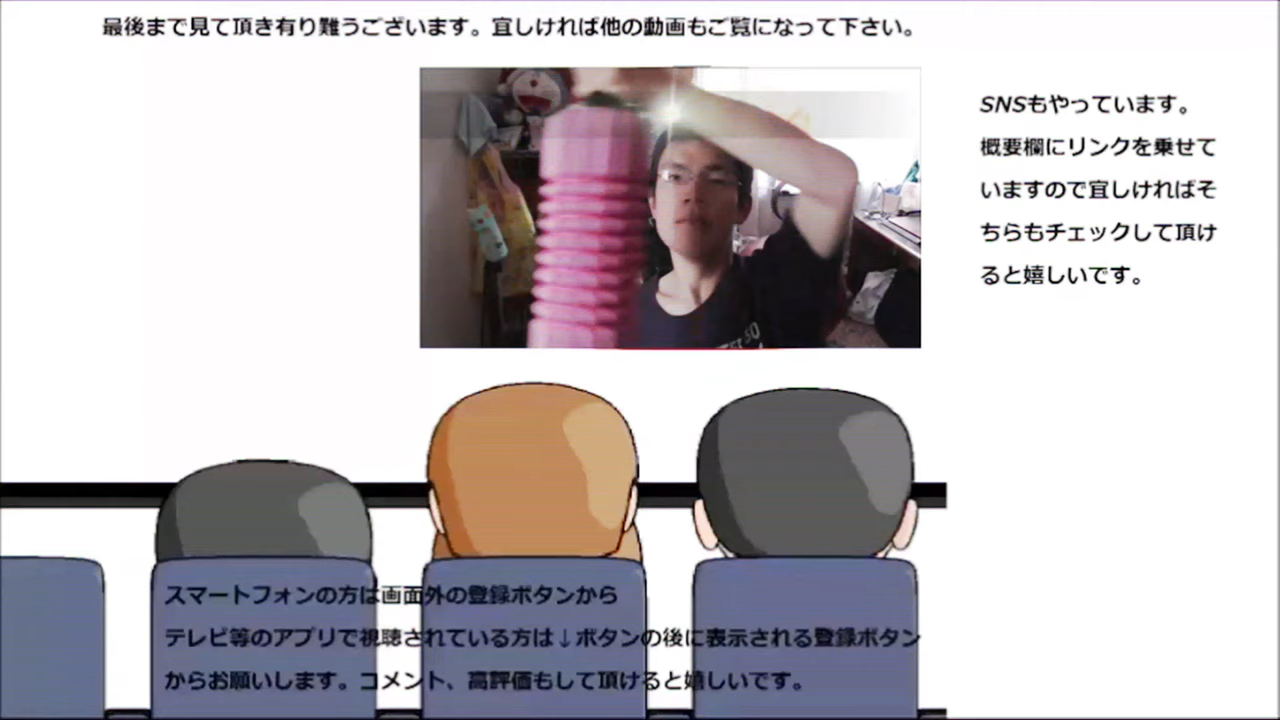 最後まで見て頂き有り難うございます。宜しければ他の動画もご覧になって下さい。
SNSもやっています。
概要欄にリンクを乗せて
いますので宜しければそ
ちらもチェックして頂け
ると嬉しいです。
スマートフォンの方は画面外の登録ボタンから
テレビ等のアプリで視聴されている方は↓ボタンの後に表示される登録ボタン
からお願いします。コメント、高評価もして頂けると嬉しいです。